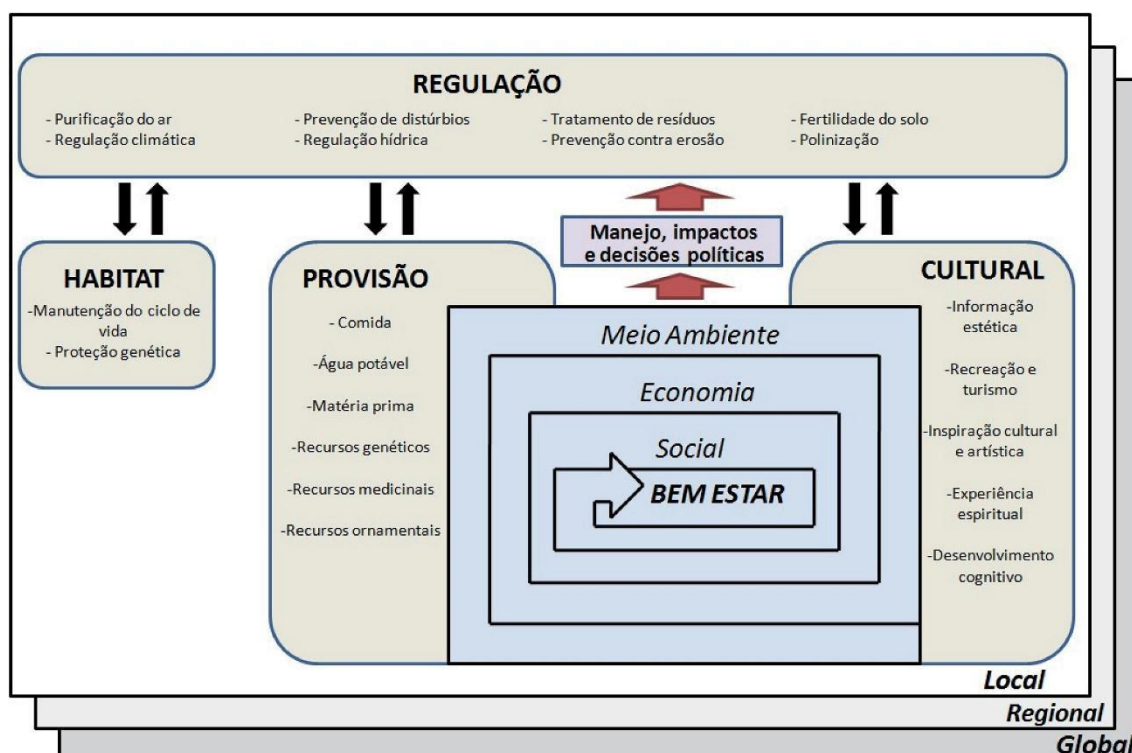 REGULAÇÃO
- Purificação do ar
- Regulação climática
- Prevenção de distúrbios
- Regulação hídrica
- Tratamento de resíduos
- Prevenção contra erosão
- Fertilidade do solo
- Polinização
Manejo, impactos
e decisões políticas
HABITAT
-Manutenção do ciclo de
vida
- Proteção genética
PROVISÃO
- Comida
-Água potável
-Matéria prima
-Recursos genéticos
-Recursos medicinais
-Recursos ornamentais
Meio Ambiente
Economia
Social
BEM ESTAR
CULTURAL
-Informação
estética
-Recreação e
turismo
-Inspiração cultural
e artística
-Experiência
espiritual
-Desenvolvimento
cognitivo
Local
Regional
Global